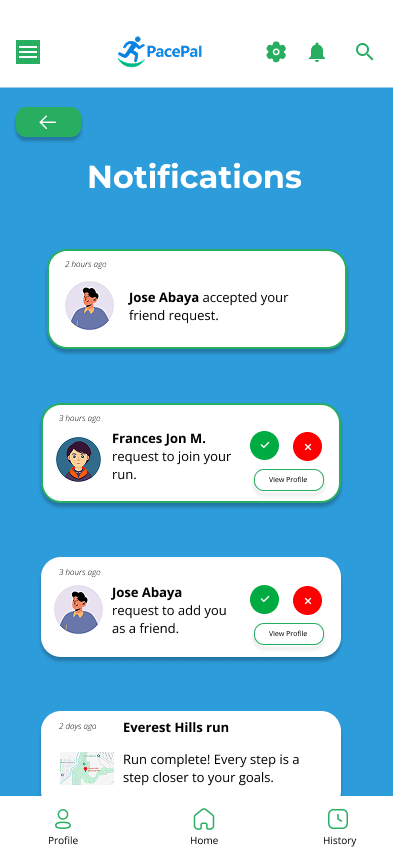 PacePal
Notifications
2 hours ago
Jose Abaya accepted your
friend request.
3 hours ago
Frances Jon M.
request to join your
run.
View Profile
3 hours ago
Jose Abaya
request to add you
as a friend.
View Profile
2 days ago
Everest Hills run
Run complete! Every step is a
step closer to your goals.
Profile
Home
History